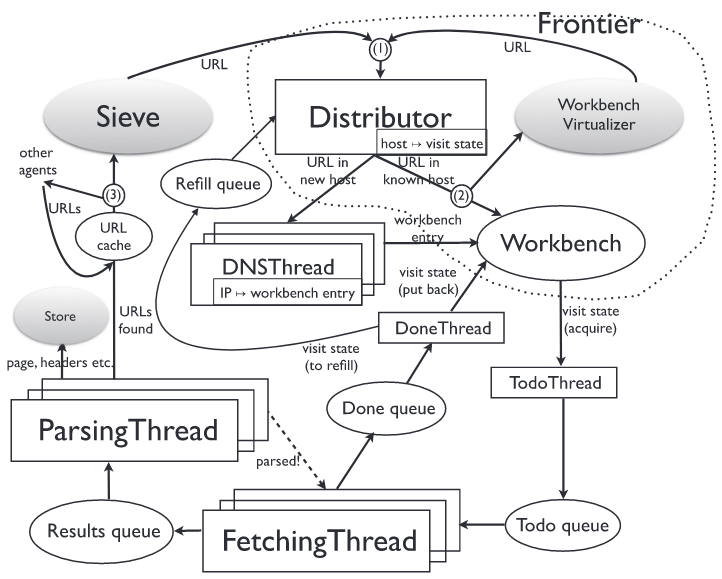 Frontier
(1)
URL
URL
Sieve
Distributor
host ↦ visit state
Workbench
Virtualizer
other
agents
(3)
URLs
URL
cache
Refill queue
URL in
new host
URL in
known host
(2)
workbench
entry
Workbench
DNSThread
IP ↦ workbench entry
visit state
(put back)
Store
URLs
found
visit state
(to refill)
DoneThread
visit state
(acquire)
page, headers etc.
TodoThread
ParsingThread
Done queue
parsed!
Results queue
FetchingThread
Todo queue